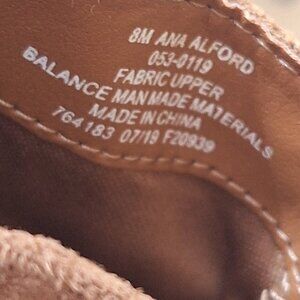 8M ANA ALFORD
053-0119
FABRIC UPPER
BALANCE MAN MADE MATERIALS
MADE IN CHINA
764183 07/19 F20939